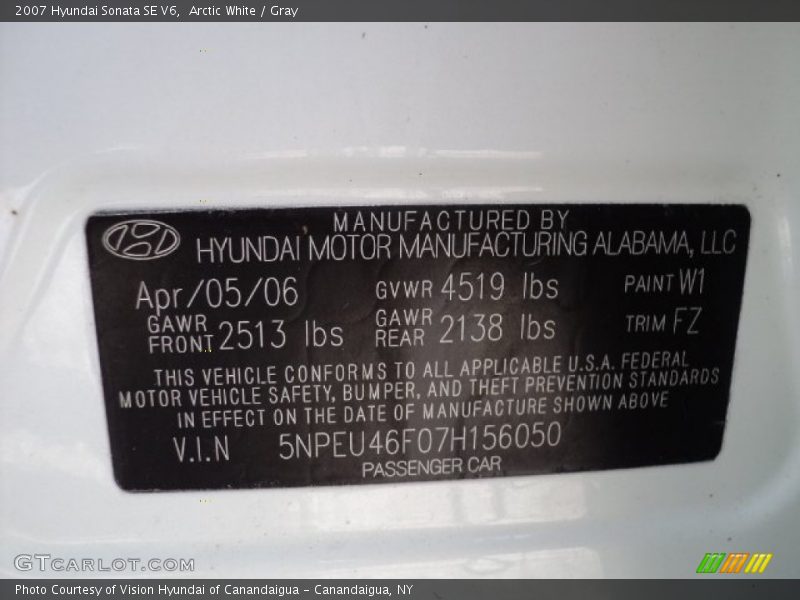 2007 Hyundai Sonata SE V6,  Arctic White / Gray
MANUFACTURED BY
HYUNDAI MOTOR MANUFACTURING ALABAMA, LLC
Apr/05/06 GVWR 4519 lbs PAINT W1
GAWR FRONT 2513 lbs GAWR REAR 2138 lbs TRIM FZ
THIS VEHICLE CONFORMS TO ALL APPLICABLE U.S.A. FEDERAL
MOTOR VEHICLE SAFETY, BUMPER, AND THEFT PREVENTION STANDARDS
IN EFFECT ON THE DATE OF MANUFACTURE SHOWN ABOVE
V.I.N 5NPEU46F07H156050
PASSENGER CAR
GTCARLOT.COM
Photo Courtesy of Vision Hyundai of Canandaigua – Canandaigua, NY